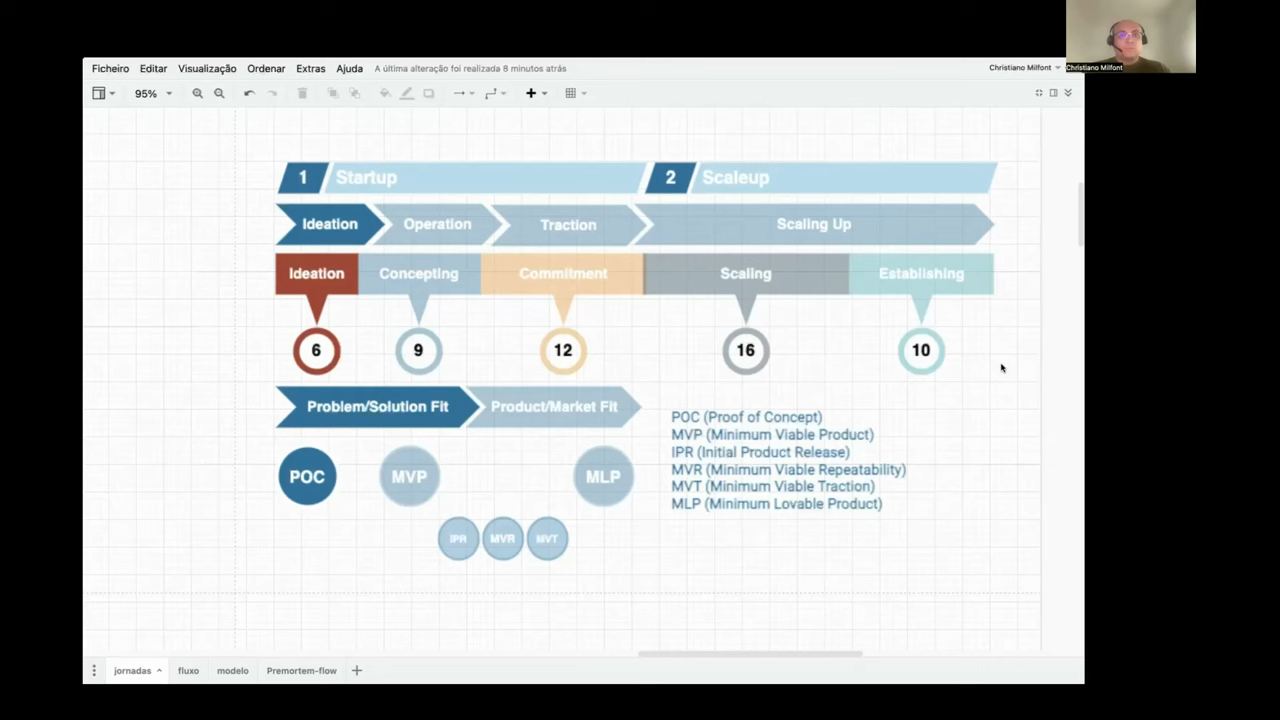 Ficheiro Editar Visualização Ordenar Extras Ajuda A última alteração foi realizada 8 minutos atrás
Christiano Milfont
Christiano Milfont
95%
1 Startup 2 Scaleup
Ideation Operation Traction Scaling Up
Ideation Concepting Commitment Scaling Establishing
6 9 12 16 10
Problem/Solution Fit Product/Market Fit
POC (Proof of Concept)
MVP (Minimum Viable Product)
IPR (Initial Product Release)
MVR (Minimum Viable Repeatability)
MVT (Minimum Viable Traction)
MLP (Minimum Lovable Product)
POC MVP MLP
IPR MVR MVT
jornadas fluxo modelo Premortem-flow